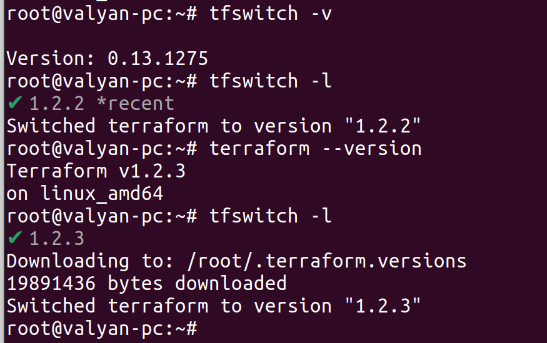 root@valyan-pc:~# tfswitch -v
Version: 0.13.1275
root@valyan-pc:~# tfswitch -l
✔ 1.2.2 *recent
Switched terraform to version "1.2.2"
root@valyan-pc:~# terraform --version
Terraform v1.2.3
on linux_amd64
root@valyan-pc:~# tfswitch -l
✔ 1.2.3
Downloading to: /root/.terraform.versions
19891436 bytes downloaded
Switched terraform to version "1.2.3"
root@valyan-pc:~#